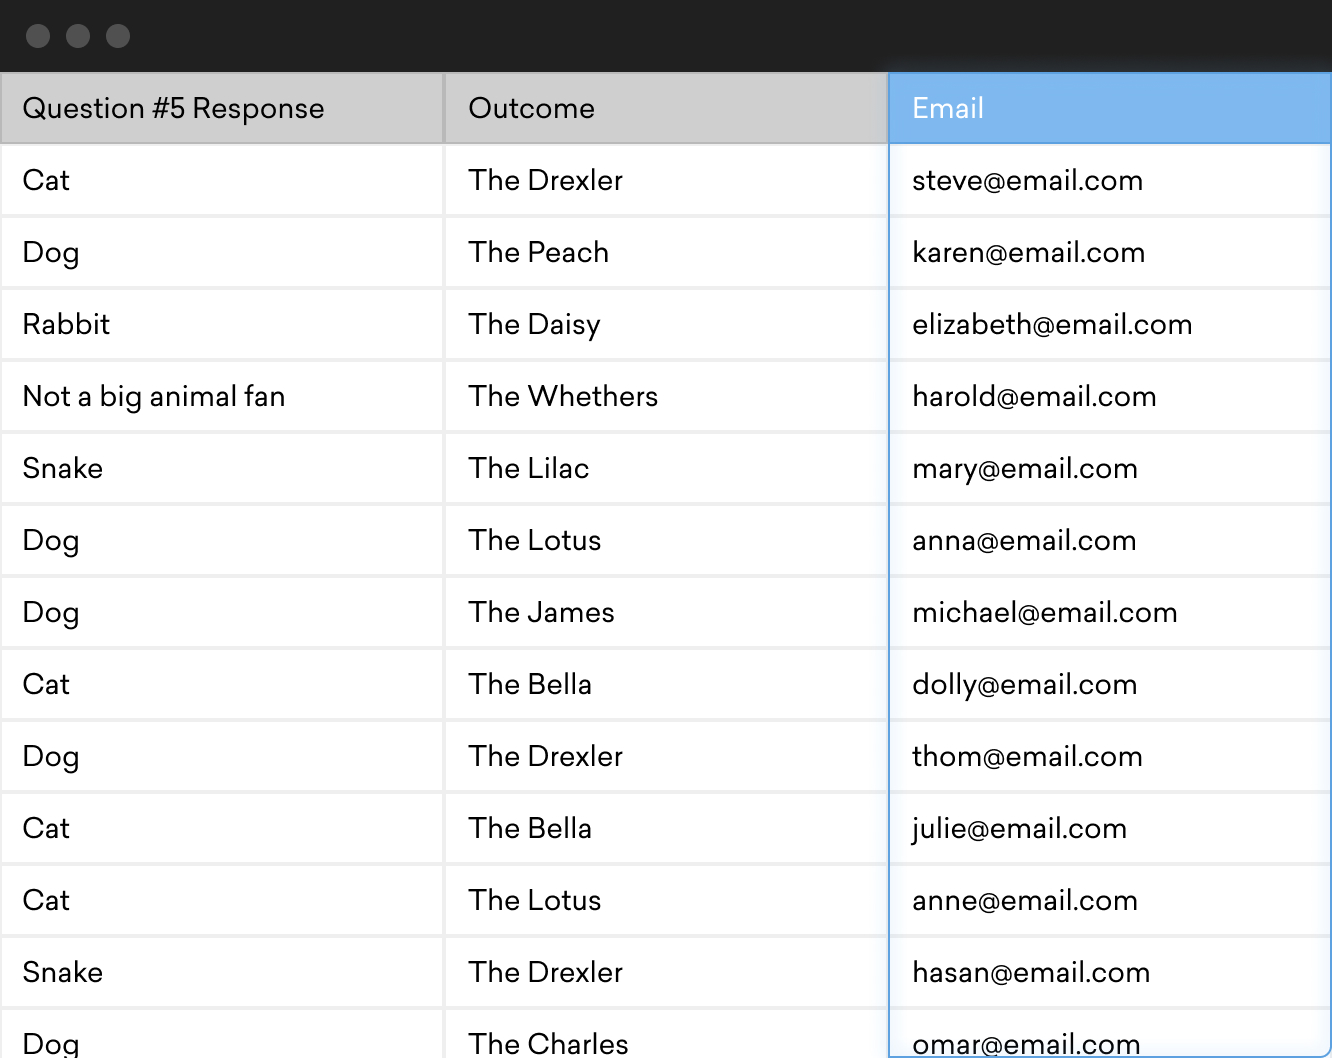 Question #5 Response Outcome Email
Cat The Drexler steve@email.com
Dog The Peach karen@email.com
Rabbit The Daisy elizabeth@email.com
Not a big animal fan The Whethers harold@email.com
Snake The Lilac mary@email.com
Dog The Lotus anna@email.com
Dog The James michael@email.com
Cat The Bella dolly@email.com
Dog The Drexler thom@email.com
Cat The Bella julie@email.com
Cat The Lotus anne@email.com
Snake The Drexler hasan@email.com
Dog The Charles omar@email.com